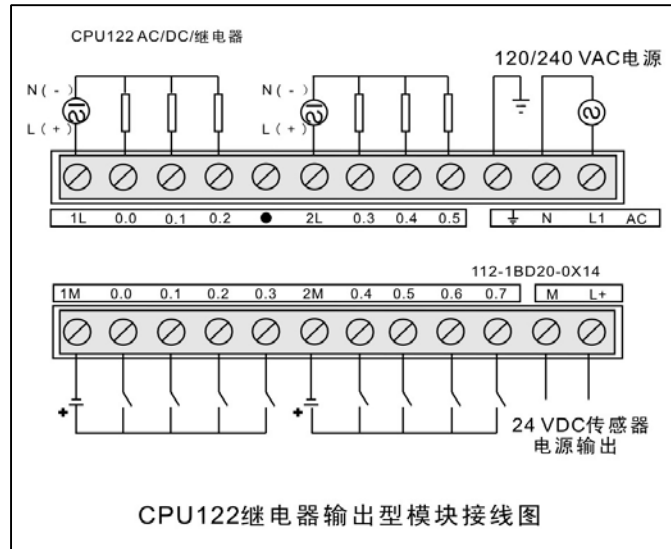 CPU122 AC/DC/继电器
120/240 VAC电源
N( - ) N( - )
L( + ) L( + )
1L 0.0 0.1 0.2 ● 2L 0.3 0.4 0.5 ⏚ N L1 AC
112-1BD20-0X14
1M 0.0 0.1 0.2 0.3 2M 0.4 0.5 0.6 0.7 M L+
+ +
24 VDC传感器
电源输出
CPU122继电器输出型模块接线图